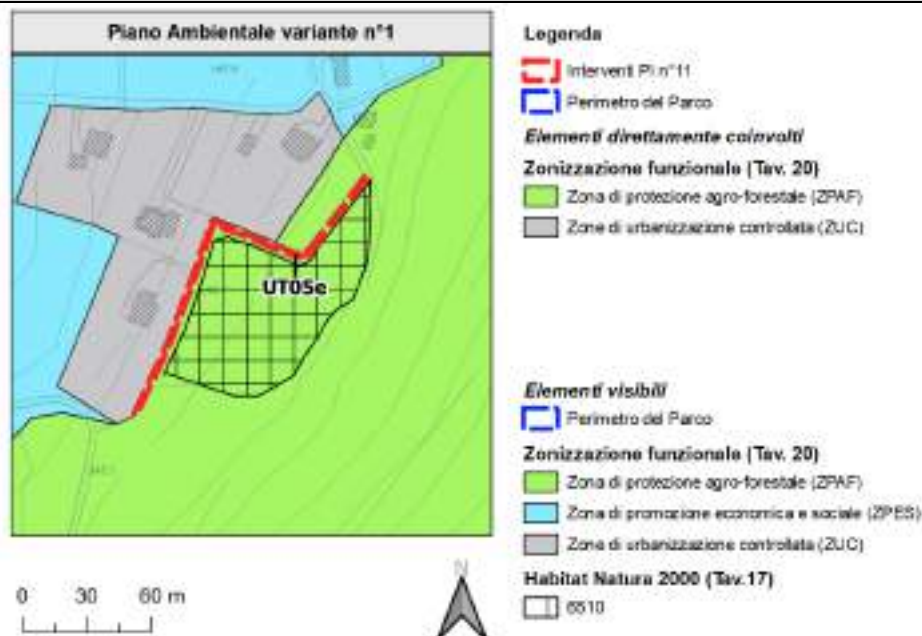 Piano Ambientale variante n°1
UT05e
0 30 60 m
N
Legenda
Interventi PI n°11
Perimetro del Parco
Elementi direttamente coinvolti
Zonizzazione funzionale (Tav. 20)
Zona di protezione agro-forestale (ZPAF)
Zone di urbanizzazione controllata (ZUC)
Elementi visibili
Perimetro del Parco
Zonizzazione funzionale (Tav. 20)
Zona di protezione agro-forestale (ZPAF)
Zona di promozione economica e sociale (ZPES)
Zone di urbanizzazione controllata (ZUC)
Habitat Natura 2000 (Tav.17)
6510